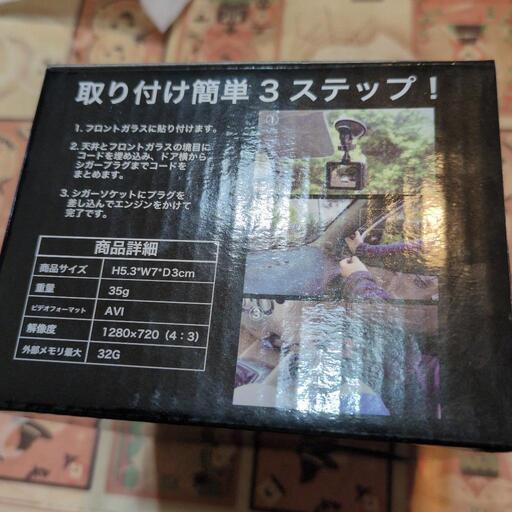 取り付け簡単3ステップ！
1. フロントガラスに貼り付けます。
2. 天井とフロントガラスの境目に
コードを埋め込み、ドア横から
シガープラグまでコードを
まとめます。
3. シガーソケットにプラグを
差し込んでエンジンをかけて
完了です。
①
③
商品詳細
商品サイズ H5.3*W7*D3cm
重量 35g
ビデオフォーマット AVI
解像度 1280×720（4：3）
外部メモリ最大 32G